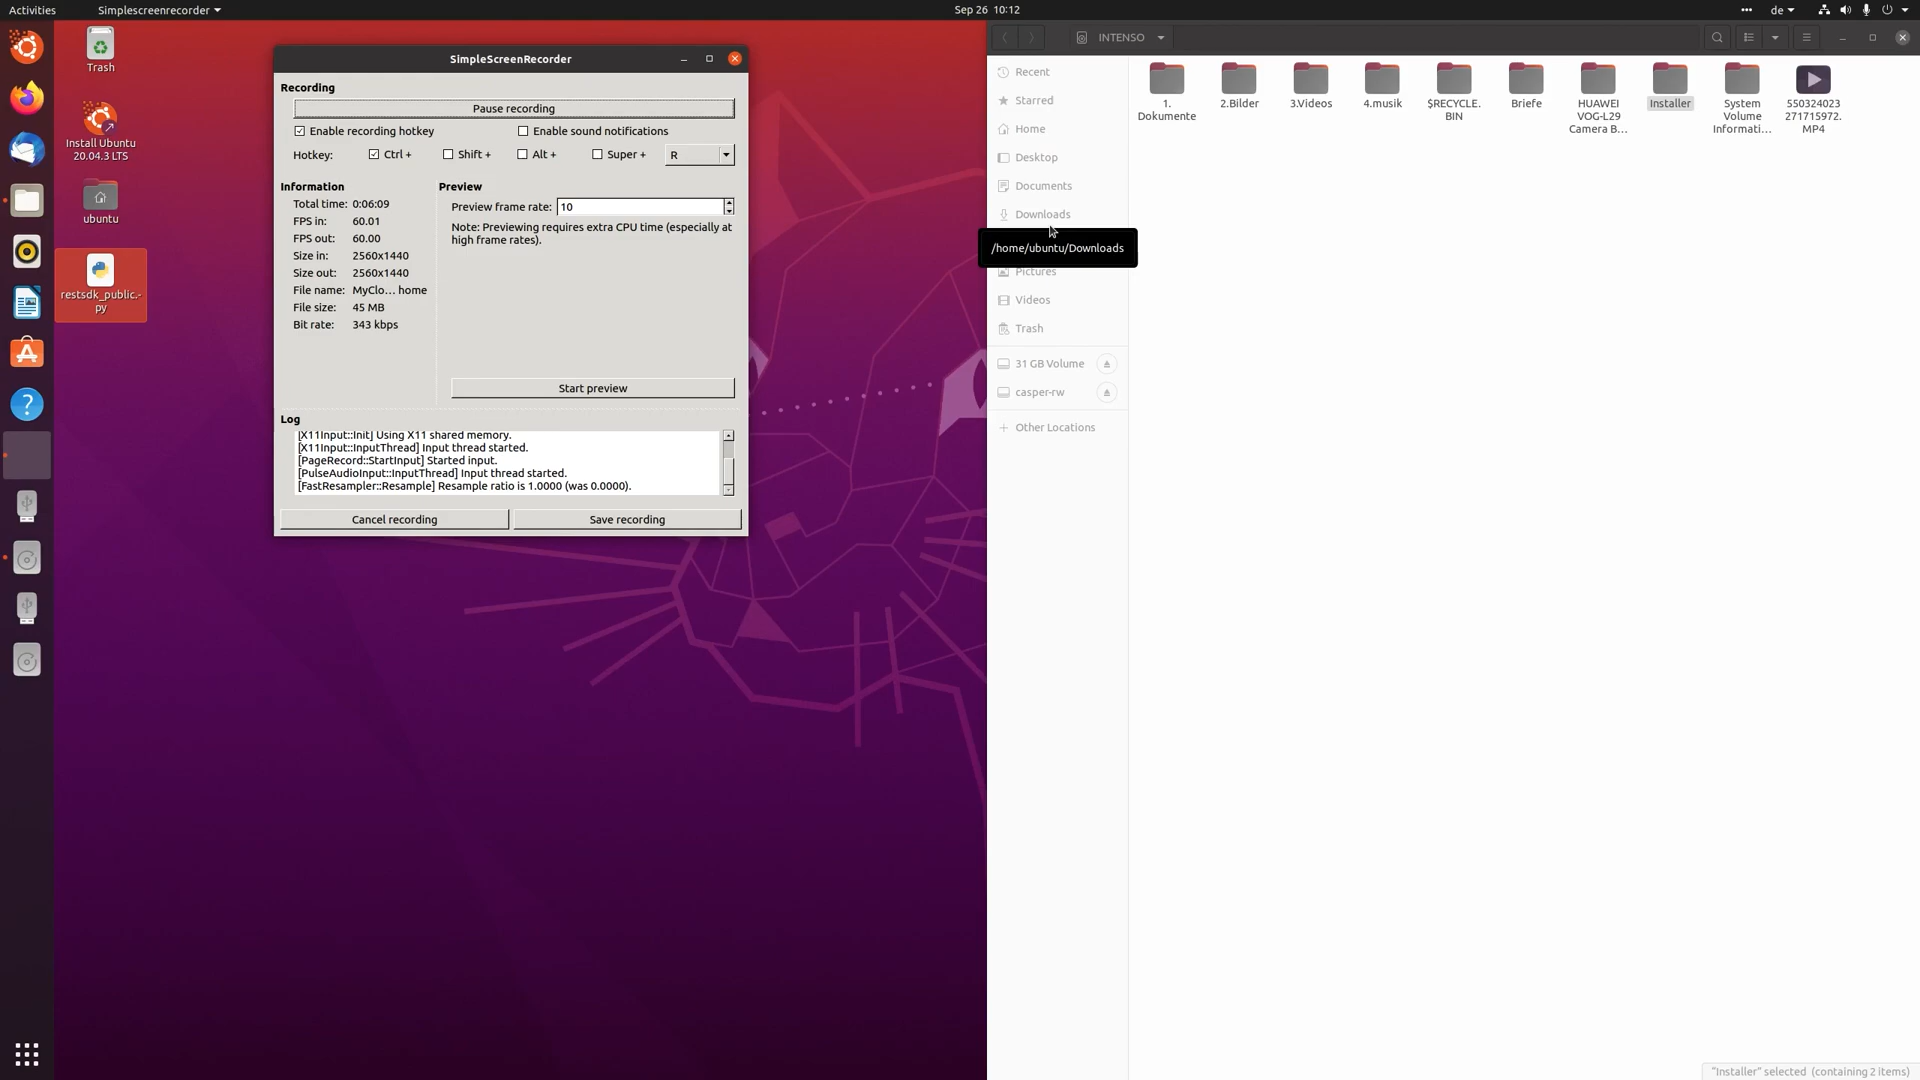 Activities
Simplescreenrecorder
Sep 26 10:12
de
Trash
Install Ubuntu
20.04.3 LTS
ubuntu
restsdk_public.-
py
SimpleScreenRecorder
Recording
Pause recording
Enable recording hotkey
Enable sound notifications
Hotkey:
Ctrl +
Shift +
Alt +
Super +
R
Information
Total time: 0:06:09
FPS in: 60.01
FPS out: 60.00
Size in: 2560x1440
Size out: 2560x1440
File name: MyClo... home
File size: 45 MB
Bit rate: 343 kbps
Preview
Preview frame rate: 10
Note: Previewing requires extra CPU time (especially at
high frame rates).
Start preview
Log
[X11Input::Init] Using X11 shared memory.
[X11Input::InputThread] Input thread started.
[PageRecord::StartInput] Started input.
[PulseAudioInput::InputThread] Input thread started.
[FastResampler::Resample] Resample ratio is 1.0000 (was 0.0000).
Cancel recording
Save recording
INTENSO
Recent
Starred
Home
Desktop
Documents
Downloads
/home/ubuntu/Downloads
Pictures
Videos
Trash
31 GB Volume
casper-rw
Other Locations
1.
Dokumente
2.Bilder
3.Videos
4.musik
$RECYCLE.
BIN
Briefe
HUAWEI
VOG-L29
Camera B...
Installer
System
Volume
Informati...
550324023
271715972.
MP4
"Installer" selected (containing 2 items)